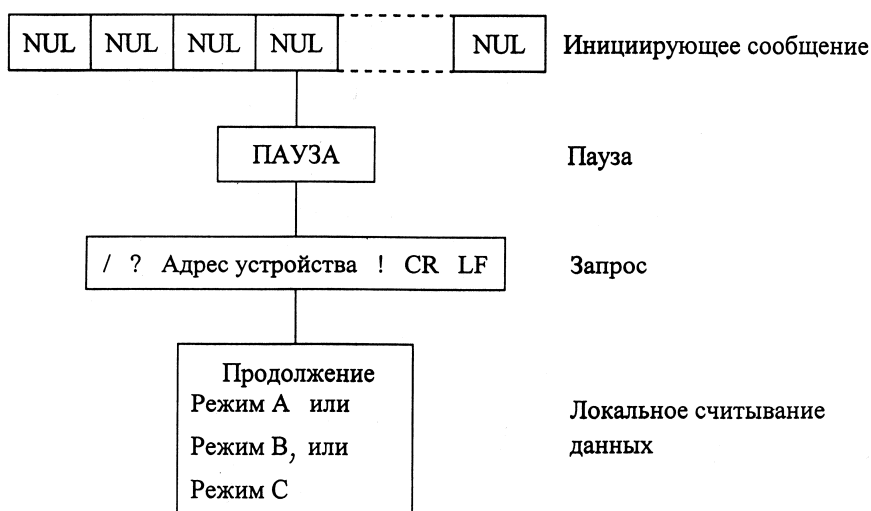 NUL NUL NUL NUL NUL Инициирующее сообщение
ПАУЗА Пауза
/ ? Адрес устройства ! CR LF Запрос
Продолжение
Режим A или
Режим B, или
Режим C
Локальное считывание
данных